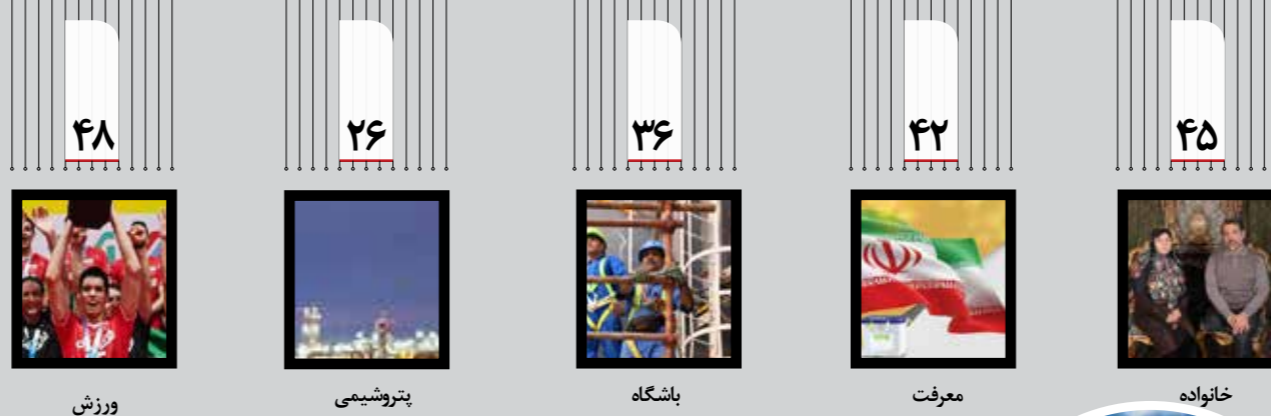 ۴۵
خانواده
۴۲
معرفت
۳۶
باشگاه
۲۶
پتروشیمی
۴۸
ورزش